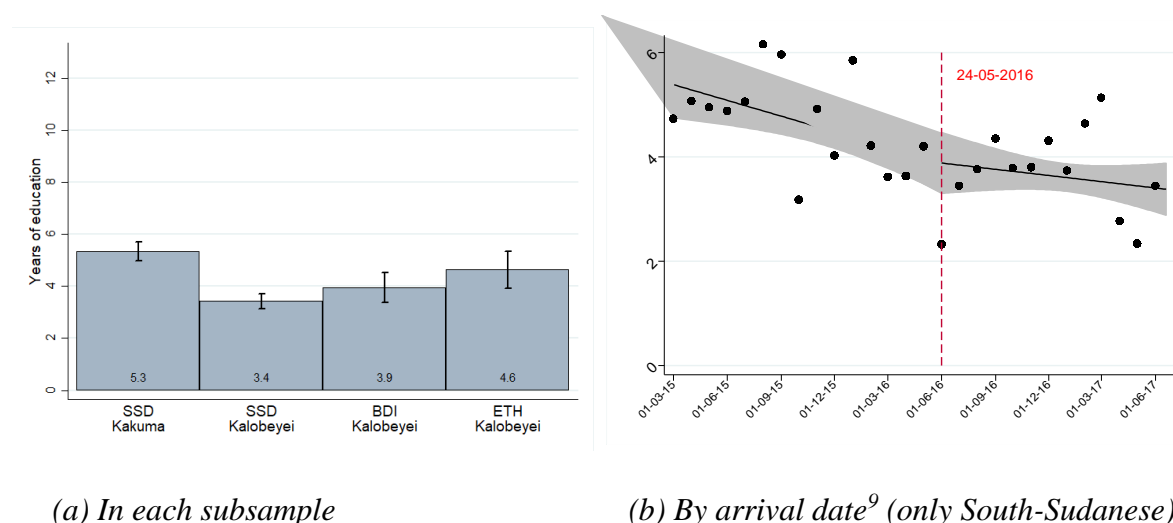 Years of education
12
10
8
6
4
2
0
5.3
3.4
3.9
4.6
SSD
Kakuma
SSD
Kalobeyei
BDI
Kalobeyei
ETH
Kalobeyei
(a) In each subsample
6
4
2
0
24-05-2016
01-03-15
01-06-15
01-09-15
01-12-15
01-03-16
01-06-16
01-09-16
01-12-16
01-03-17
01-06-17
(b) By arrival date⁹ (only South-Sudanese)